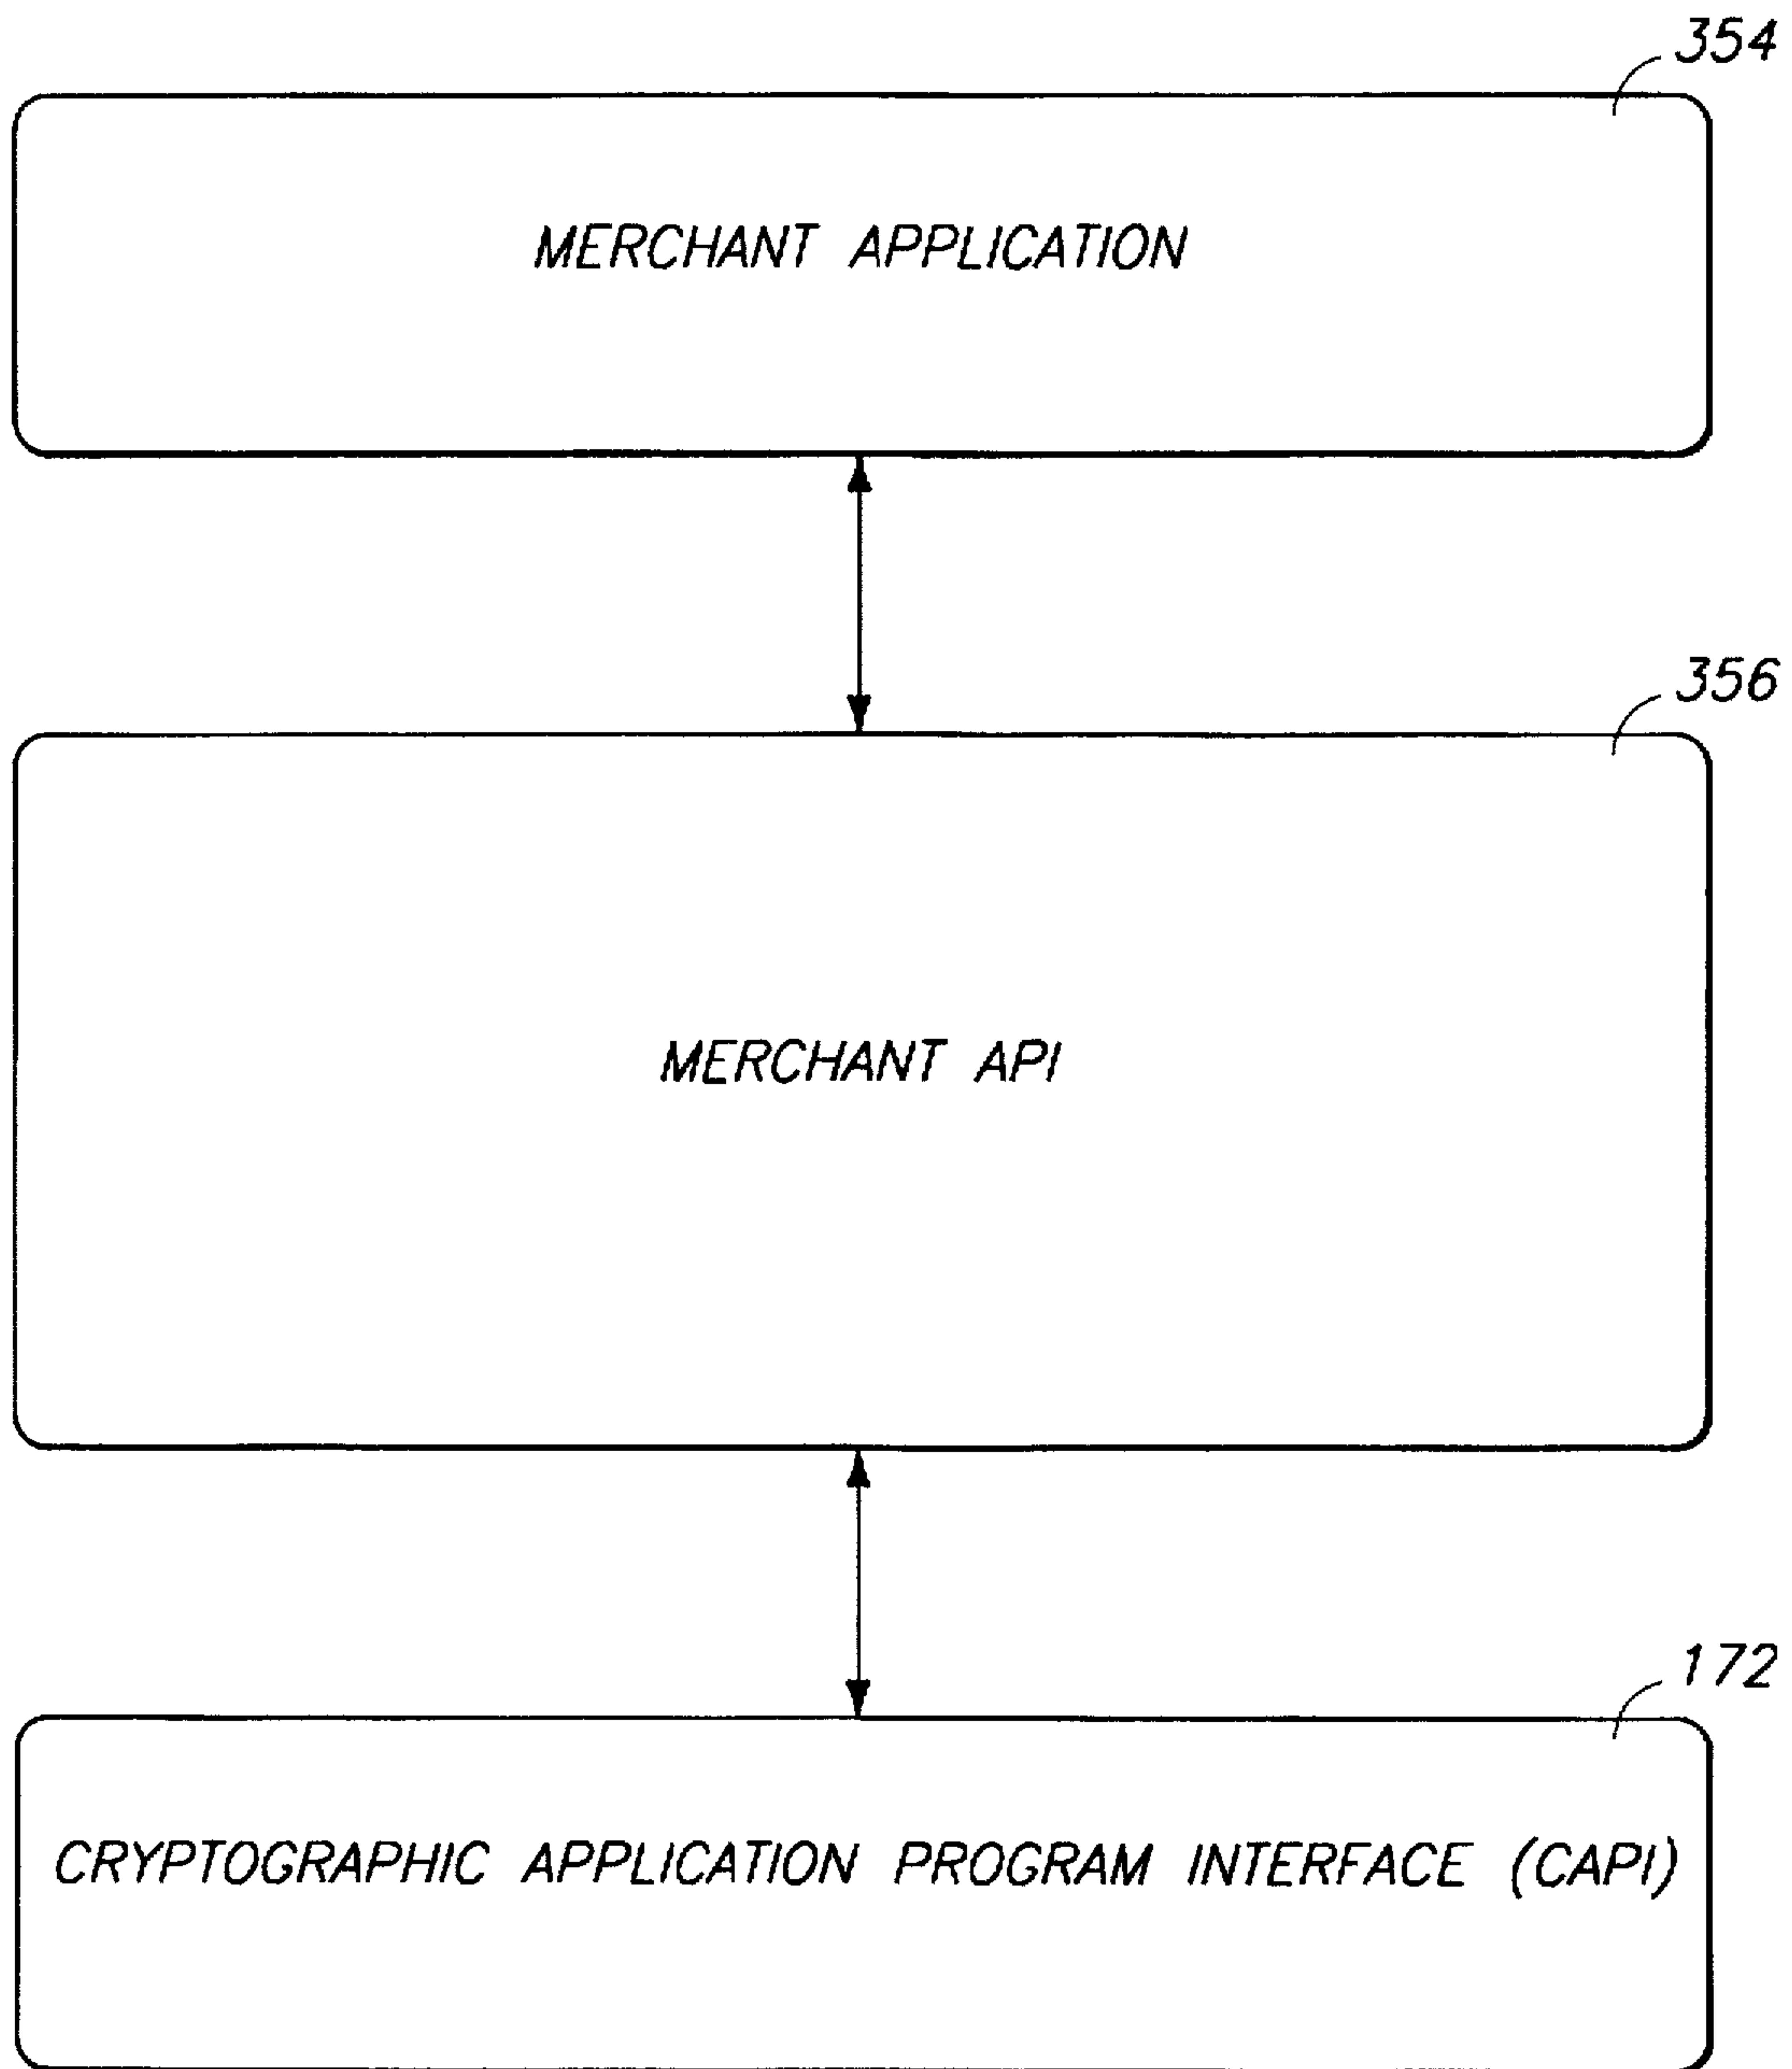 354
MERCHANT APPLICATION
356
MERCHANT API
172
CRYPTOGRAPHIC APPLICATION PROGRAM INTERFACE (CAPI)